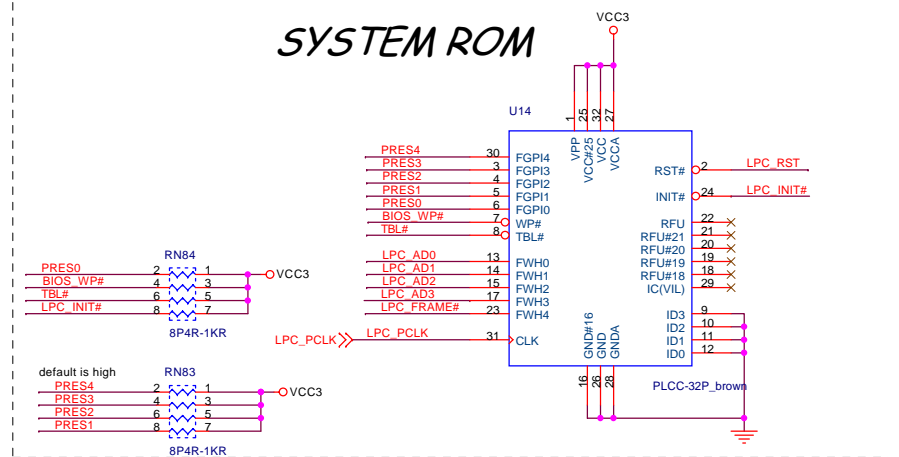 SYSTEM ROM
VCC3
U14
1 25 32 27
VPP VCC#25 VCC VCCA
PRES4 30 FGPI4
PRES3 3 FGPI3
PRES2 4 FGPI2
PRES1 5 FGPI1
PRES0 6 FGPI0
BIOS_WP# 7 WP#
TBL# 8 TBL#
LPC_AD0 13 FWH0
LPC_AD1 14 FWH1
LPC_AD2 15 FWH2
LPC_AD3 17 FWH3
LPC_FRAME# 23 FWH4
LPC_PCLK LPC_PCLK 31 CLK
RST# 2 LPC_RST
INIT# 24 LPC_INIT#
RFU 22
RFU#21 21
RFU#20 20
RFU#19 19
RFU#18 18
IC(VIL) 29
ID3 9
ID2 10
ID1 11
ID0 12
GND#16 GND GNDA
16 26 28
PLCC-32P_brown
RN84
PRES0 2 1 VCC3
BIOS_WP# 4 3
TBL# 6 5
LPC_INIT# 8 7
8P4R-1KR
default is high
RN83
PRES4 2 1 VCC3
PRES3 4 3
PRES2 6 5
PRES1 8 7
8P4R-1KR